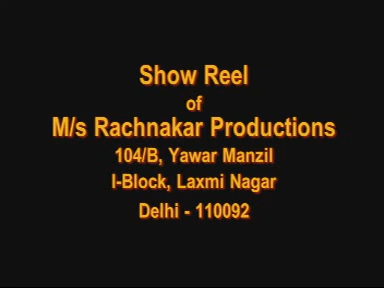 Show Reel
of
M/s Rachnakar Productions
104/B, Yawar Manzil
I-Block, Laxmi Nagar
Delhi - 110092